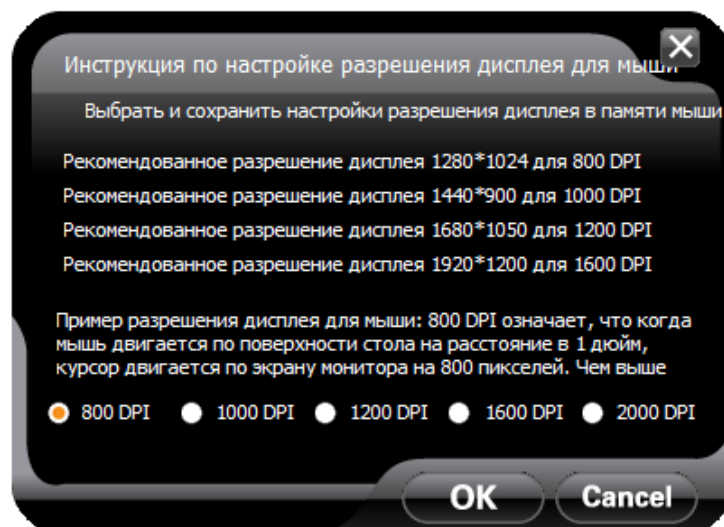 Инструкция по настройке разрешения дисплея для мыши
Выбрать и сохранить настройки разрешения дисплея в памяти мыши
Рекомендованное разрешение дисплея 1280*1024 для 800 DPI
Рекомендованное разрешение дисплея 1440*900 для 1000 DPI
Рекомендованное разрешение дисплея 1680*1050 для 1200 DPI
Рекомендованное разрешение дисплея 1920*1200 для 1600 DPI
Пример разрешения дисплея для мыши: 800 DPI означает, что когда
мышь двигается по поверхности стола на расстояние в 1 дюйм,
курсор двигается по экрану монитора на 800 пикселей. Чем выше
800 DPI 1000 DPI 1200 DPI 1600 DPI 2000 DPI
OK Cancel